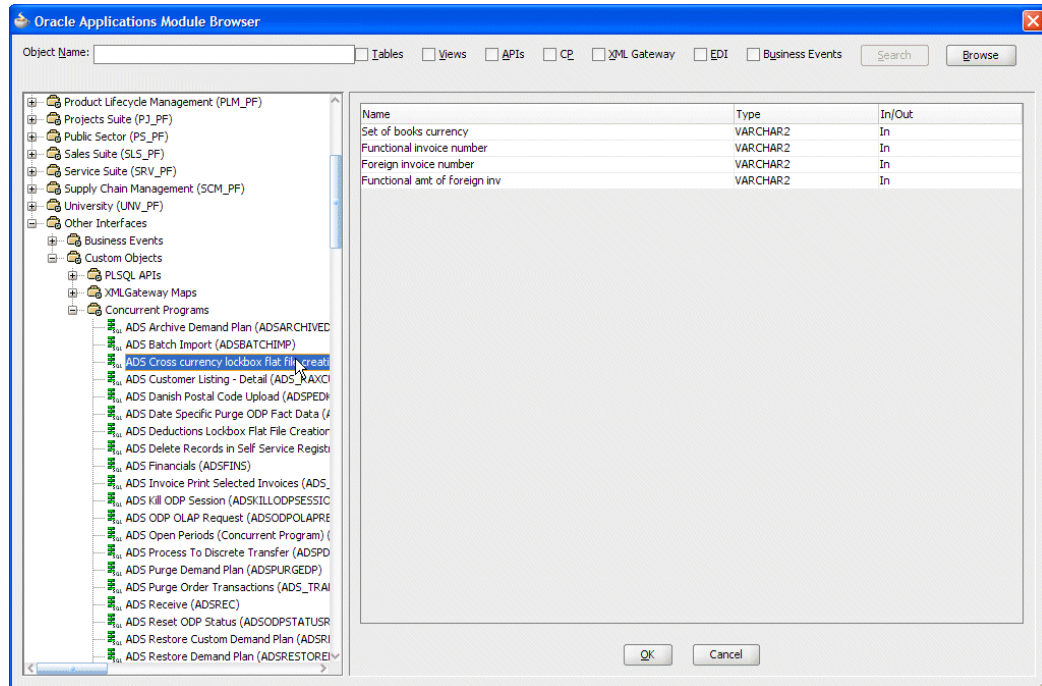 Oracle Applications Module Browser
Object Name: Tables Views APIs CP XML Gateway EDI Business Events Search Browse
Product Lifecycle Management (PLM_PF)
Projects Suite (PJ_PF)
Public Sector (PS_PF)
Sales Suite (SLS_PF)
Service Suite (SRV_PF)
Supply Chain Management (SCM_PF)
University (UNV_PF)
Other Interfaces
Business Events
Custom Objects
PLSQL APIs
XMLGateway Maps
Concurrent Programs
ADS Archive Demand Plan (ADSARCHIVED
ADS Batch Import (ADSBATCHIMP)
ADS Cross currency lockbox flat file creati
ADS Customer Listing - Detail (ADS_RAXCU
ADS Danish Postal Code Upload (ADSPEDK
ADS Date Specific Purge ODP Fact Data (A
ADS Deductions Lockbox Flat File Creation
ADS Delete Records in Self Service Registr
ADS Financials (ADSFINS)
ADS Invoice Print Selected Invoices (ADS_
ADS Kill ODP Session (ADSKILLODPSESSIO
ADS ODP OLAP Request (ADSODPOLAPRE
ADS Open Periods (Concurrent Program) (
ADS Process To Discrete Transfer (ADSPD
ADS Purge Demand Plan (ADSPURGEDP)
ADS Purge Order Transactions (ADS_TRAI
ADS Receive (ADSREC)
ADS Reset ODP Status (ADSODPSTATUSR
ADS Restore Custom Demand Plan (ADSRI
ADS Restore Demand Plan (ADSRESTOREI
Name Type In/Out
Set of books currency VARCHAR2 In
Functional invoice number VARCHAR2 In
Foreign invoice number VARCHAR2 In
Functional amt of foreign inv VARCHAR2 In
OK Cancel